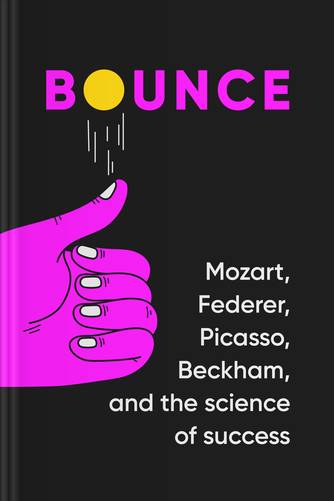 BOUNCE
Mozart,
Federer,
Picasso,
Beckham,
and the science
of success